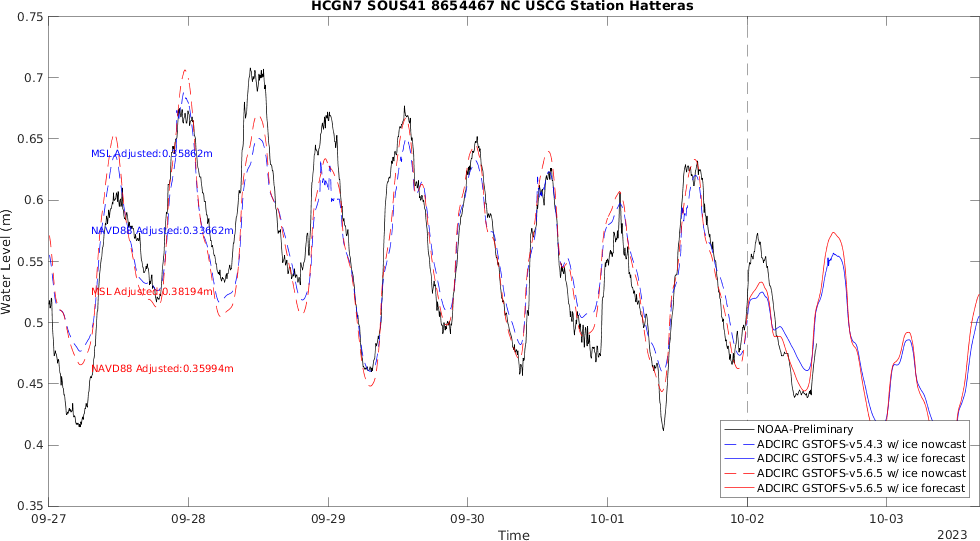 HCGN7 SOUS41 8654467 NC USCG Station Hatteras
0.75
0.7
0.65
0.6
0.55
0.5
0.45
0.4
0.35
Water Level (m)
MSL Adjusted:0.35862m
NAVD88 Adjusted:0.33662m
MSL Adjusted:0.38194m
NAVD88 Adjusted:0.35994m
NOAA-Preliminary
ADCIRC GSTOFS-v5.4.3 w/ ice nowcast
ADCIRC GSTOFS-v5.4.3 w/ ice forecast
ADCIRC GSTOFS-v5.6.5 w/ ice nowcast
ADCIRC GSTOFS-v5.6.5 w/ ice forecast
09-27 09-28 09-29 09-30 10-01 10-02 10-03
Time
2023